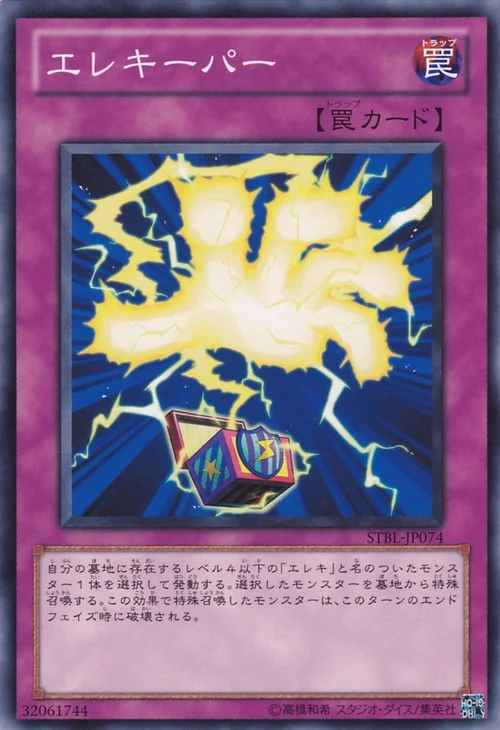 エレキーパー
トラップ
罠
トラップ
【罠カード】
STBL-JP074
自分の墓地に存在するレベル4以下の「エレキ」と名のついたモンス
ター1体を選択して発動する。選択したモンスターを墓地から特殊
召喚する。この効果で特殊召喚したモンスターは、このターンのエンド
フェイズ時に破壊される。
32061744
©高橋和希 スタジオ・ダイス/集英社